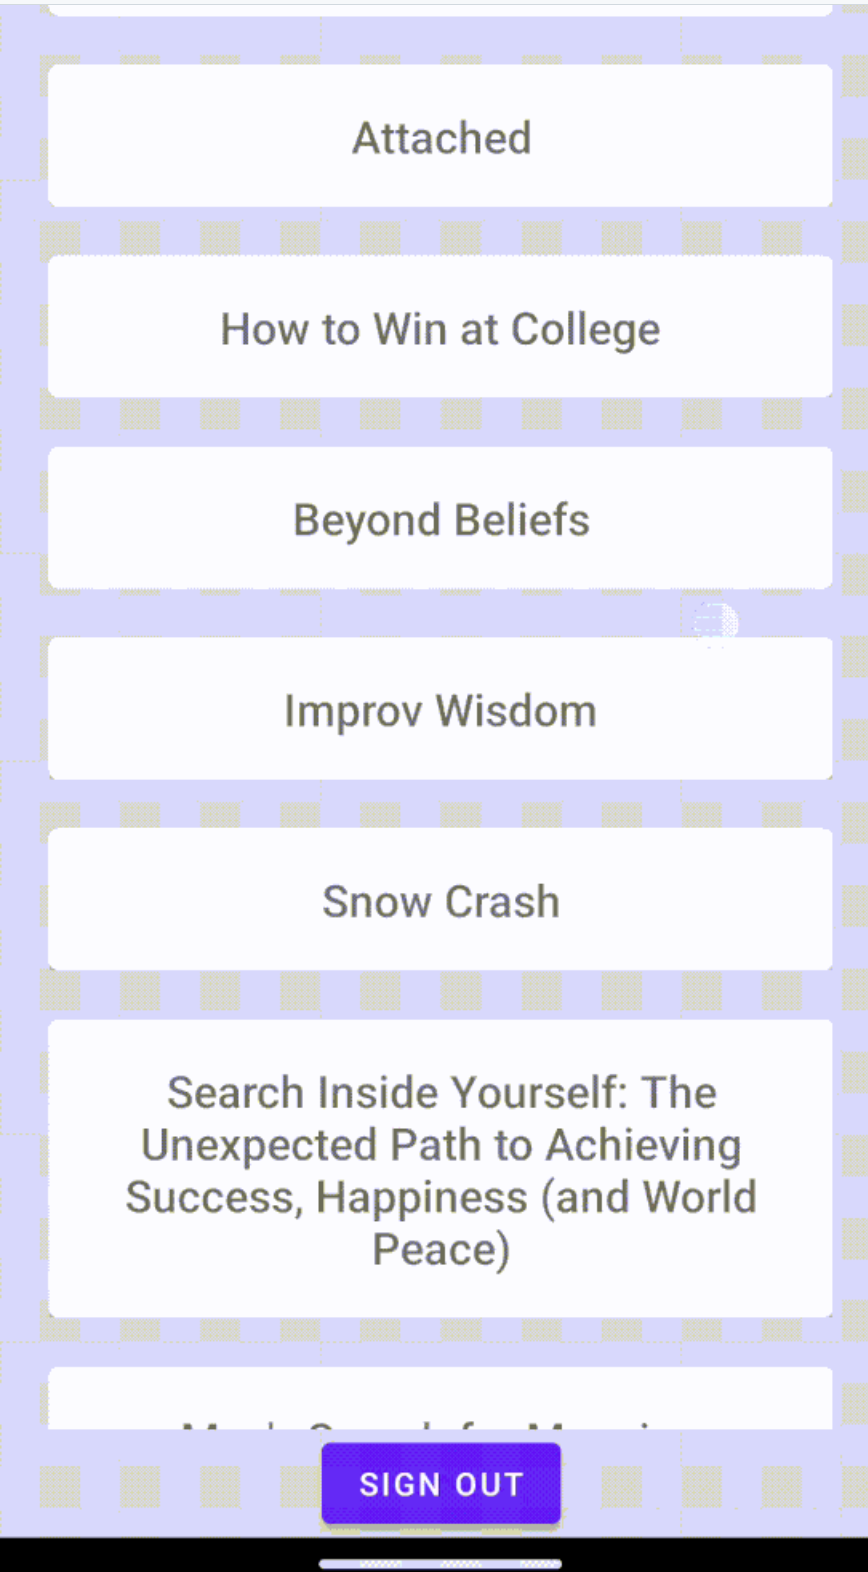 Attached
How to Win at College
Beyond Beliefs
Improv Wisdom
Snow Crash
Search Inside Yourself: The
Unexpected Path to Achieving
Success, Happiness (and World
Peace)
SIGN OUT